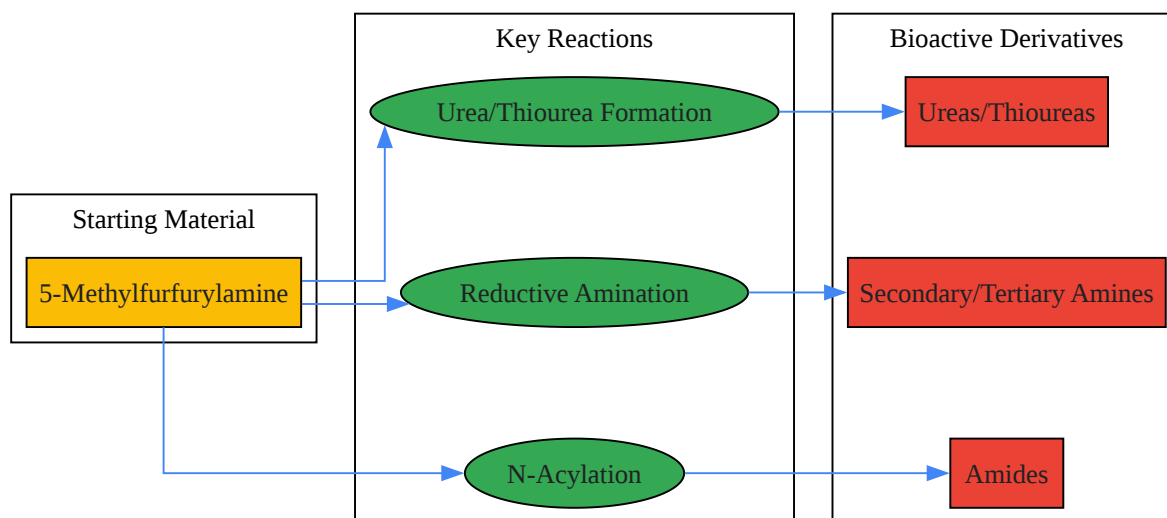 Key Reactions
Bioactive Derivatives
Urea/Thiourea Formation
Ureas/Thioureas
Starting Material
5-Methylfurfurylamine
Reductive Amination
Secondary/Tertiary Amines
N-Acylation
Amides